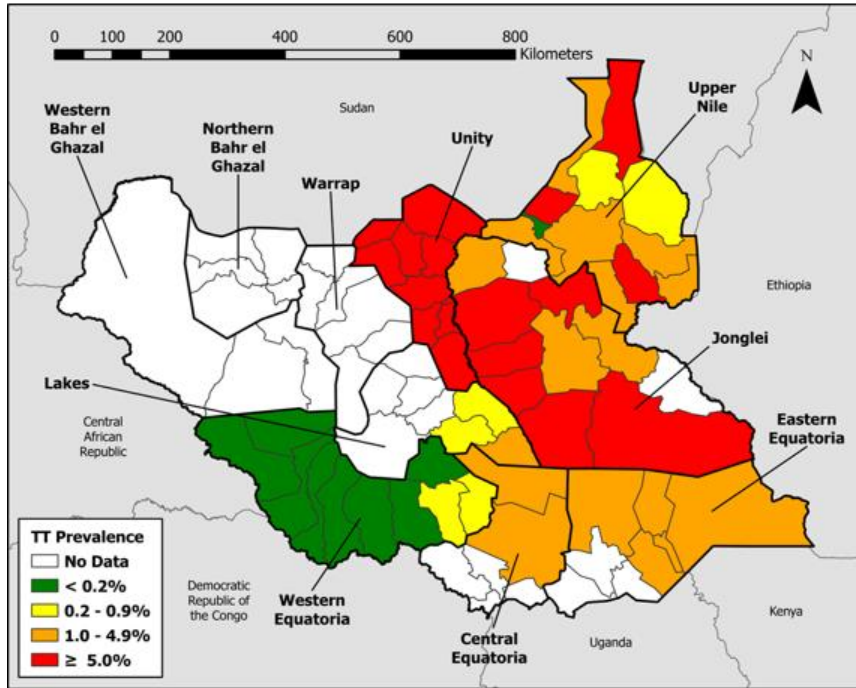 0 200 400 600 800
Kilometers
N
Sudan
Western
Bahr el
Ghazal
Northern
Bahr el
Ghazal
Warrap
Unity
Upper
Nile
Ethiopia
Jonglei
Lakes
Central
African
Republic
Eastern
Equatoria
TT Prevalence
No Data
< 0.2%
0.2 - 0.9%
1.0 - 4.9%
≥ 5.0%
Democratic
Republic of
the Congo
Western
Equatoria
Central
Equatoria
Uganda
Kenya